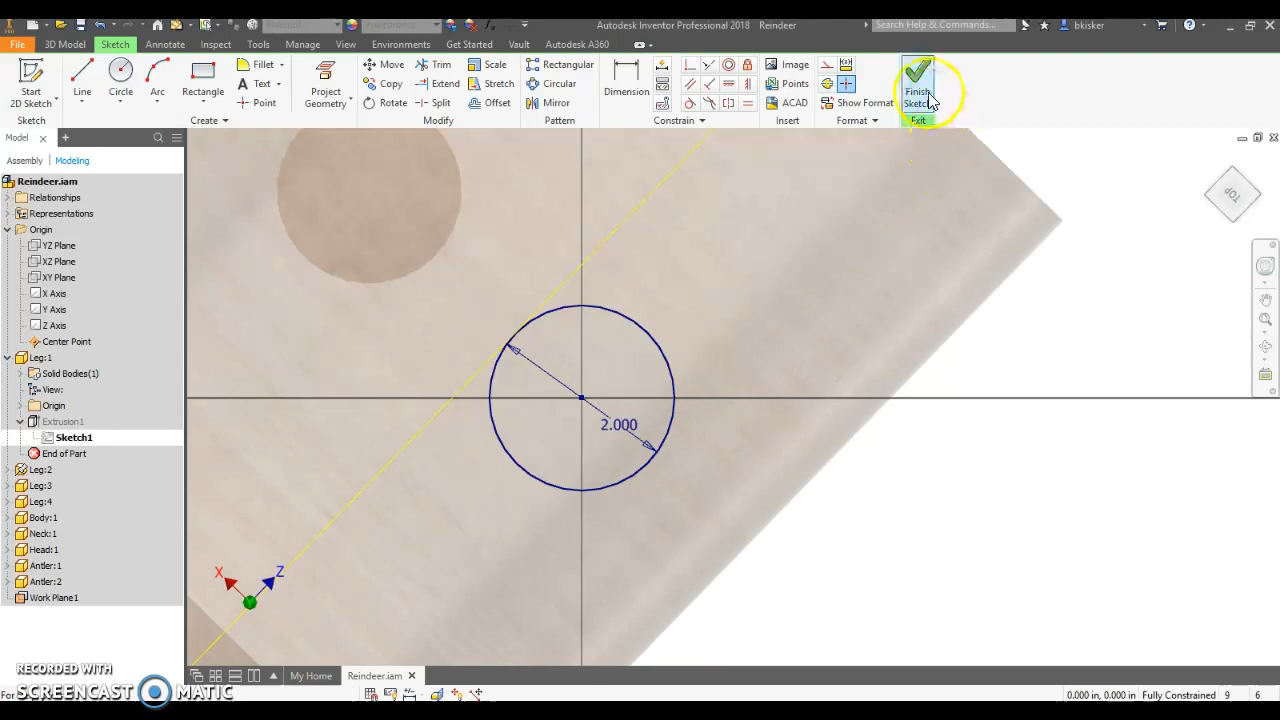 Autodesk Inventor Professional 2018 Reindeer
Search Help & Commands...
bkisker
File 3D Model Sketch Annotate Inspect Tools Manage View Environments Get Started Vault Autodesk A360
Start
2D Sketch
Line Circle Arc Rectangle
Fillet
Text
Point
Project
Geometry
Move Trim Scale
Copy Extend Stretch
Rotate Split Offset
Rectangular
Circular
Mirror
Dimension
Image
Points
ACAD
Show Format
Finish
Sketch
Sketch Create Modify Pattern Constrain Insert Format Exit
Model
Assembly Modeling
Reindeer.iam
Relationships
Representations
Origin
YZ Plane
XZ Plane
XY Plane
X Axis
Y Axis
Z Axis
Center Point
Leg:1
Solid Bodies(1)
View:
Origin
Extrusion1
Sketch1
End of Part
Leg:2
Leg:3
Leg:4
Body:1
Neck:1
Head:1
Antler:1
Antler:2
Work Plane1
TOP
2.000
X Z
My Home Reindeer.iam
RECORDED WITH
SCREENCAST MATIC
For
0.000 in, 0.000 in Fully Constrained 9 6